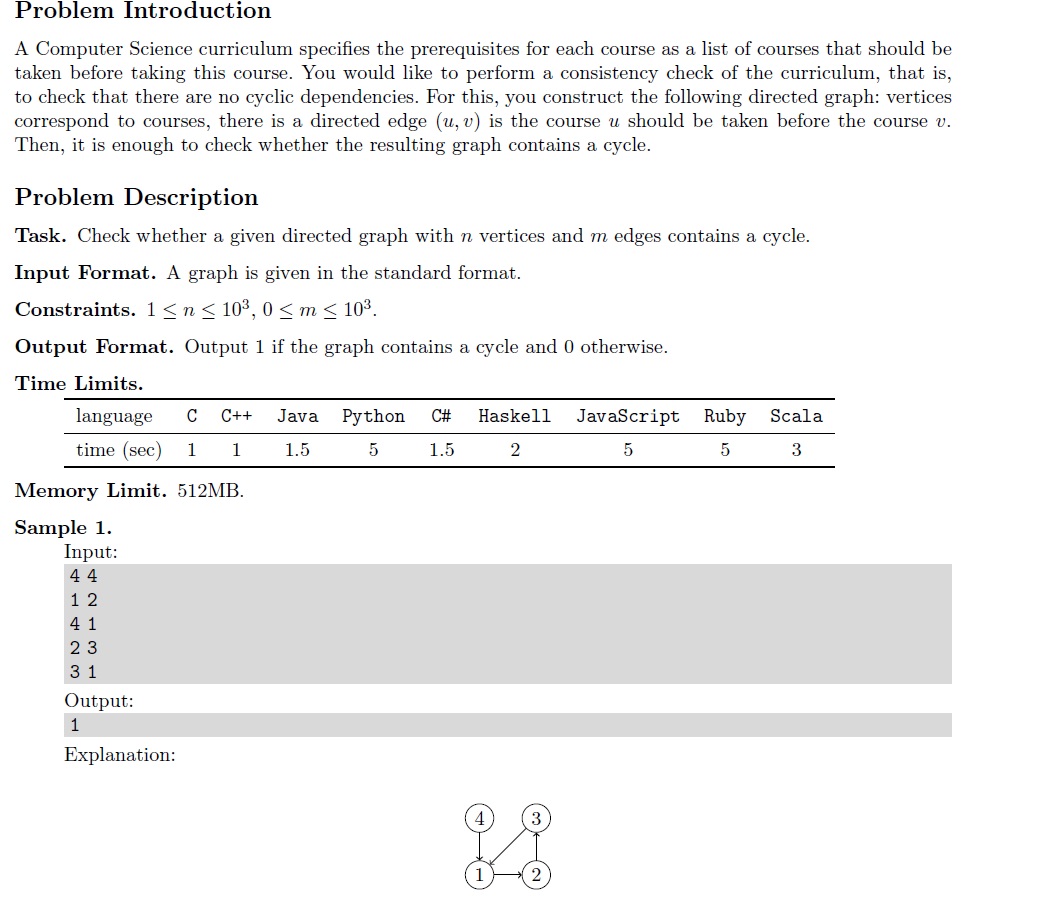 Problem Introduction
A Computer Science curriculum specifies the prerequisites for each course as a list of courses that should be
taken before taking this course. You would like to perform a consistency check of the curriculum, that is,
to check that there are no cyclic dependencies. For this, you construct the following directed graph: vertices
correspond to courses, there is a directed edge (u, v) is the course u should be taken before the course v.
Then, it is enough to check whether the resulting graph contains a cycle.
Problem Description
Task. Check whether a given directed graph with n vertices and m edges contains a cycle.
Input Format. A graph is given in the standard format.
Constraints. 1 ≤ n ≤ 10³, 0 ≤ m ≤ 10³.
Output Format. Output 1 if the graph contains a cycle and 0 otherwise.
Time Limits.
language C C++ Java Python C# Haskell JavaScript Ruby Scala
time (sec) 1 1 1.5 5 1.5 2 5 5 3
Memory Limit. 512MB.
Sample 1.
Input:
4 4
1 2
4 1
2 3
3 1
Output:
1
Explanation:
4 3
1 2